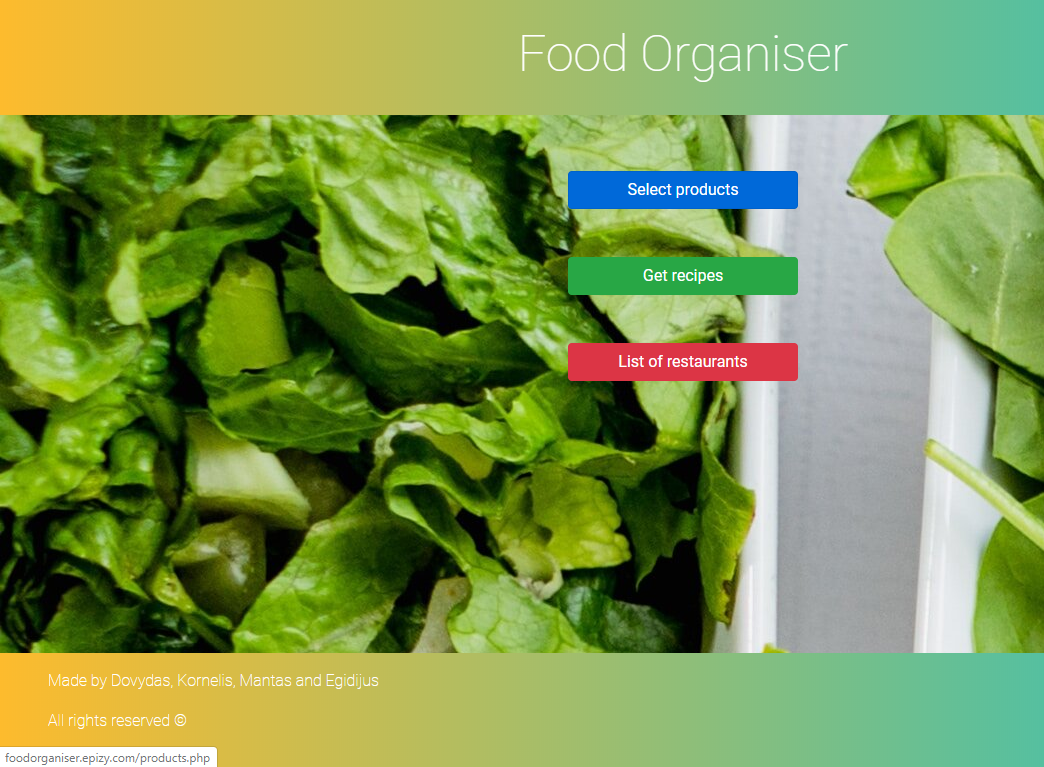 Food Organiser
Select products
Get recipes
List of restaurants
Made by Dovydas, Kornelis, Mantas and Egidijus
All rights reserved ©
foodorganiser.epizy.com/products.php